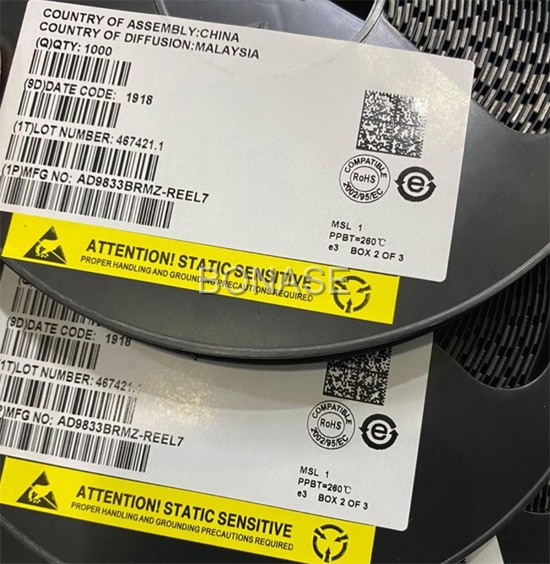 COUNTRY OF ASSEMBLY:CHINA
COUNTRY OF DIFFUSION:MALAYSIA
(Q)QTY: 1000
(9D)DATE CODE: 1918
(1T)LOT NUMBER: 467421.1
(1P)MFG NO: AD9833BRMZ-REEL7
COMPATIBLE
RoHS
2002/95/EC
e
MSL 1
PPBT=260℃
e3 BOX 2 OF 3
ATTENTION! STATIC SENSITIVE
PROPER HANDLING AND GROUNDING PRECAUTIONS REQUIRED
BONASE
1000
(9D)DATE CODE: 1918
(1T)LOT NUMBER: 467421.1
P)MFG NO: AD9833BRMZ-REEL7
COMPATIBLE
RoHS
2002/95/EC
e
MSL 1
PPBT=260℃
e3 BOX 2 OF 3
ATTENTION! STATIC SENSITIVE
PROPER HANDLING AND GROUNDING PRECAUTIONS REQUIRED